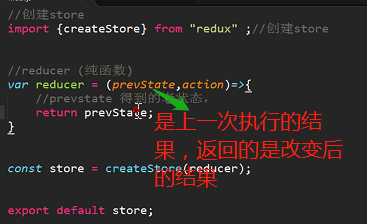 //创建store
import {createStore} from "redux" ;//创建store
//reducer (纯函数)
var reducer = (prevState,action)=>{
//prevstate 得到的老状态,
return prevState;
}
是上一次执行的结
果，返回的是改变后
的结果
const store = createStore(reducer);
export default store;